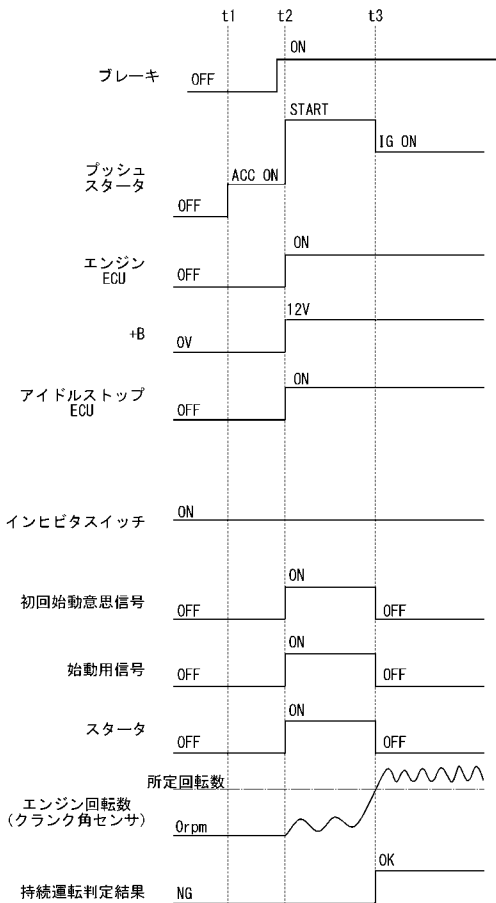 t1 t2 t3
ON
ブレーキ OFF
START
IG ON
プッシュ
スタータ
ACC ON
OFF
ON
エンジン
ECU
OFF
12V
+B
0V
ON
アイドルストップ
ECU
OFF
ON
インヒビタスイッチ
ON
初回始動意思信号
OFF OFF
ON
始動用信号
OFF OFF
ON
スタータ
OFF OFF
所定回転数
エンジン回転数
(クランク角センサ)
0rpm
OK
持続運転判定結果 NG